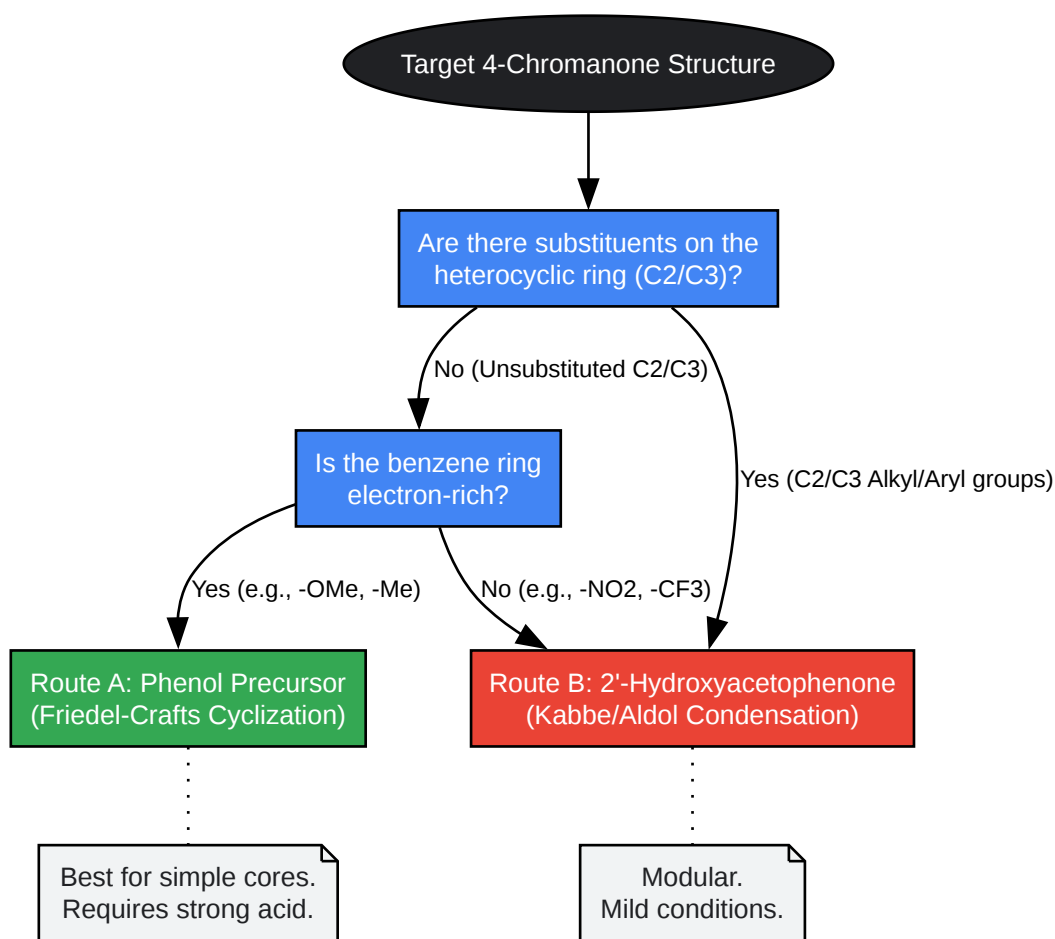 Target 4-Chromanone Structure
Are there substituents on the
heterocyclic ring (C2/C3)?
No (Unsubstituted C2/C3)
Is the benzene ring
electron-rich?
Yes (C2/C3 Alkyl/Aryl groups)
Yes (e.g., -OMe, -Me)
No (e.g., -NO2, -CF3)
Route A: Phenol Precursor
(Friedel-Crafts Cyclization)
Route B: 2'-Hydroxyacetophenone
(Kabbe/Aldol Condensation)
Best for simple cores.
Requires strong acid.
Modular.
Mild conditions.